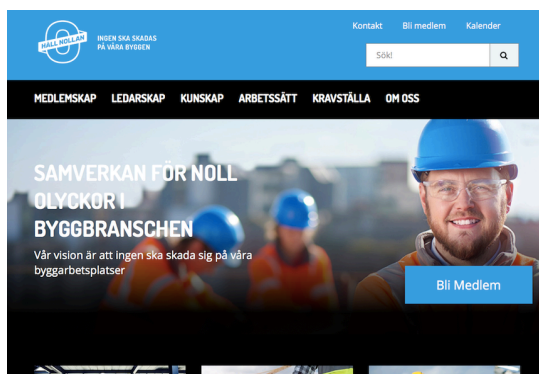 HÅLL NOLLAN
INGEN SKA SKADAS
PÅ VÅRA BYGGEN
Kontakt Bli medlem Kalender
Sök!
MEDLEMSKAP LEDARSKAP KUNSKAP ARBETSSÄTT KRAVSTÄLLA OM OSS
SAMVERKAN FÖR NOLL
OLYCKOR I
BYGGBRANSCHEN
Vår vision är att ingen ska skada sig på våra
byggarbetsplatser
Bli Medlem